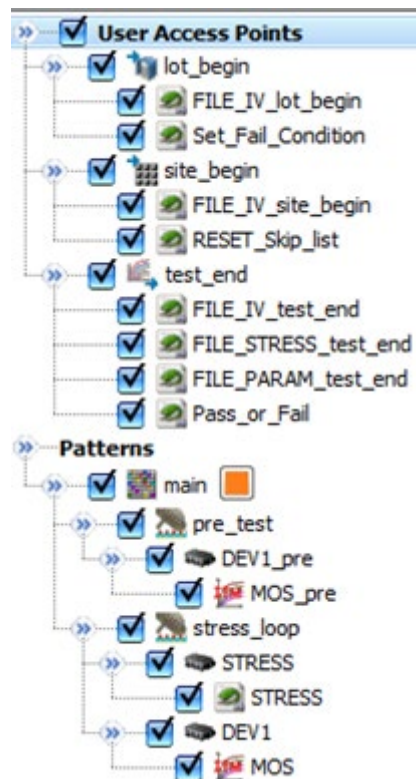 User Access Points
lot_begin
FILE_IV_lot_begin
Set_Fail_Condition
site_begin
FILE_IV_site_begin
RESET_Skip_list
test_end
FILE_IV_test_end
FILE_STRESS_test_end
FILE_PARAM_test_end
Pass_or_Fail
Patterns
main
pre_test
DEV1_pre
MOS_pre
stress_loop
STRESS
STRESS
DEV1
MOS